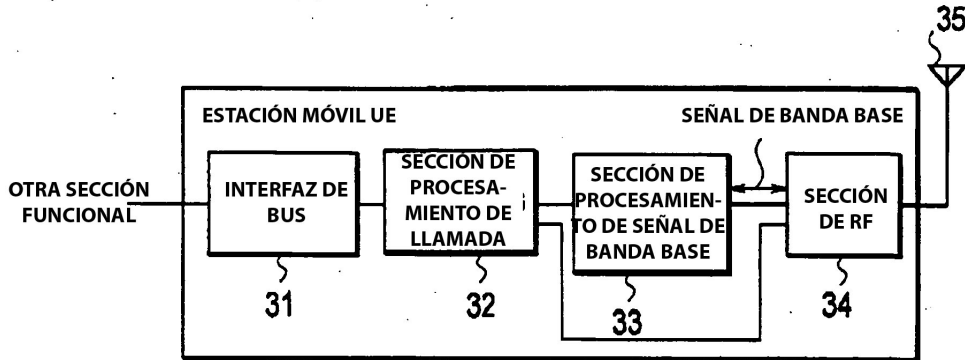 35
ESTACIÓN MÓVIL UE
SEÑAL DE BANDA BASE
OTRA SECCIÓN
FUNCIONAL
INTERFAZ DE
BUS
SECCIÓN DE
PROCESA-
MIENTO DE
LLAMADA
SECCIÓN DE
PROCESAMIEN-
TO DE SEÑAL DE
BANDA BASE
SECCIÓN
DE RF
31
32
33
34